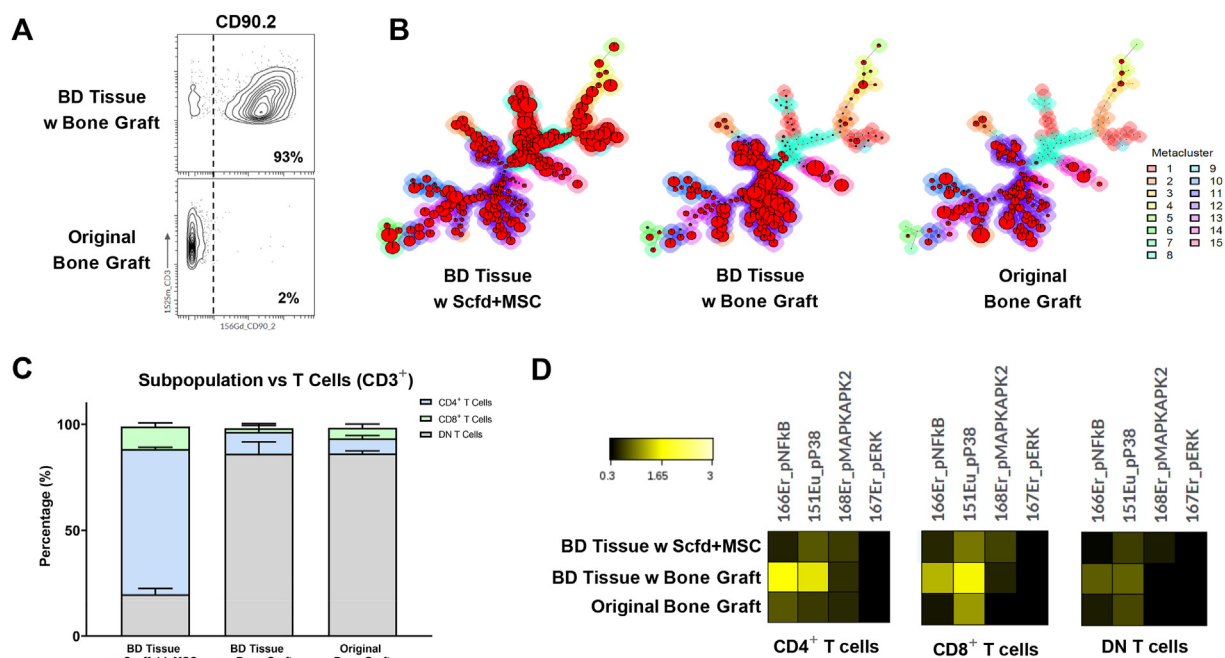 A
CD90.2
BD Tissue
w Bone Graft
93%
Original
Bone Graft
2%
1525m_CD3
156Gd_CD90_2
B
BD Tissue
w Scfd+MSC
BD Tissue
w Bone Graft
Original
Bone Graft
Metacluster
1
2
3
4
5
6
7
8
9
10
11
12
13
14
15
C
Subpopulation vs T Cells (CD3+)
CD4+ T Cells
CD8+ T Cells
DN T Cells
Percentage (%)
100
50
0
BD Tissue
BD Tissue
Original
D
0.3
1.65
3
166Er_pNFkB
151Eu_pP38
168Er_pMAPKAPK2
167Er_pERK
166Er_pNFkB
151Eu_pP38
168Er_pMAPKAPK2
167Er_pERK
166Er_pNFkB
151Eu_pP38
168Er_pMAPKAPK2
167Er_pERK
BD Tissue w Scfd+MSC
BD Tissue w Bone Graft
Original Bone Graft
CD4+ T cells
CD8+ T cells
DN T cells